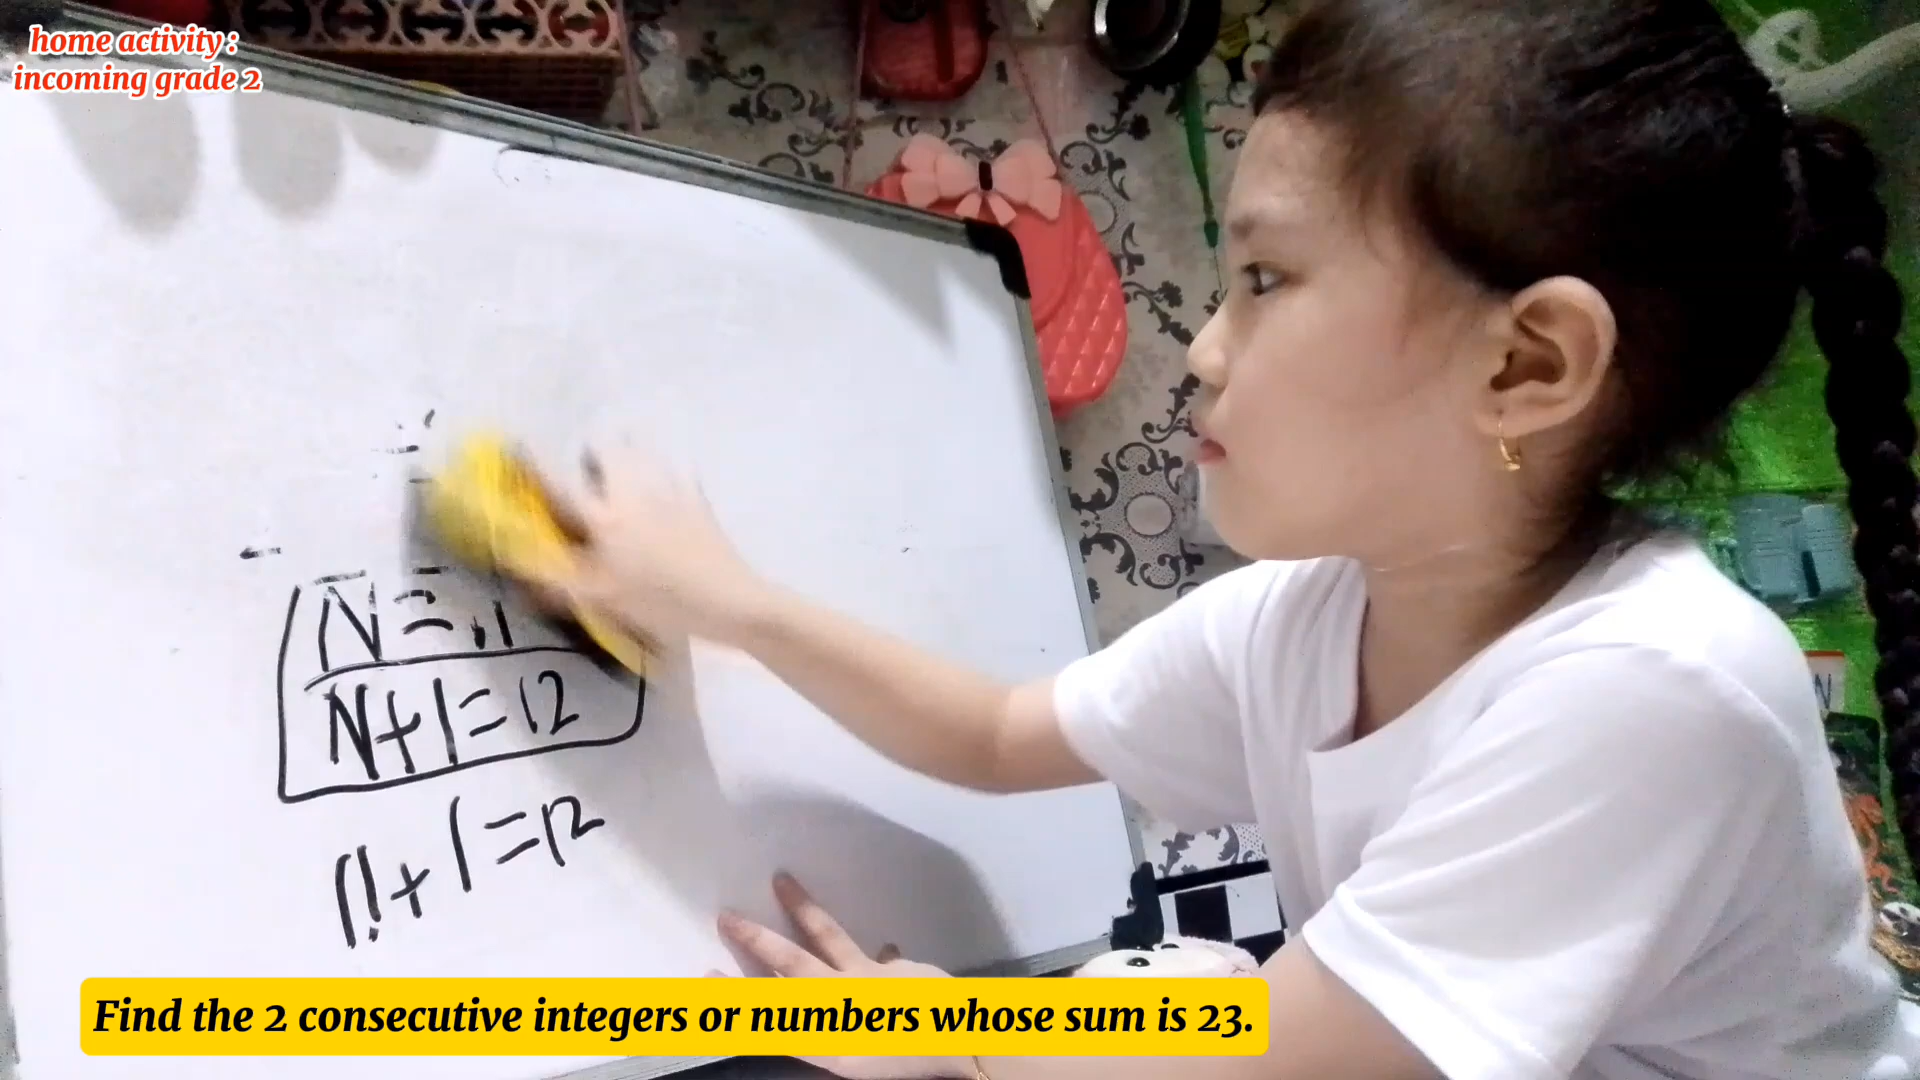 home activity:
incoming grade 2
N = 11
N+1=12
11+1=12
Find the 2 consecutive integers or numbers whose sum is 23.